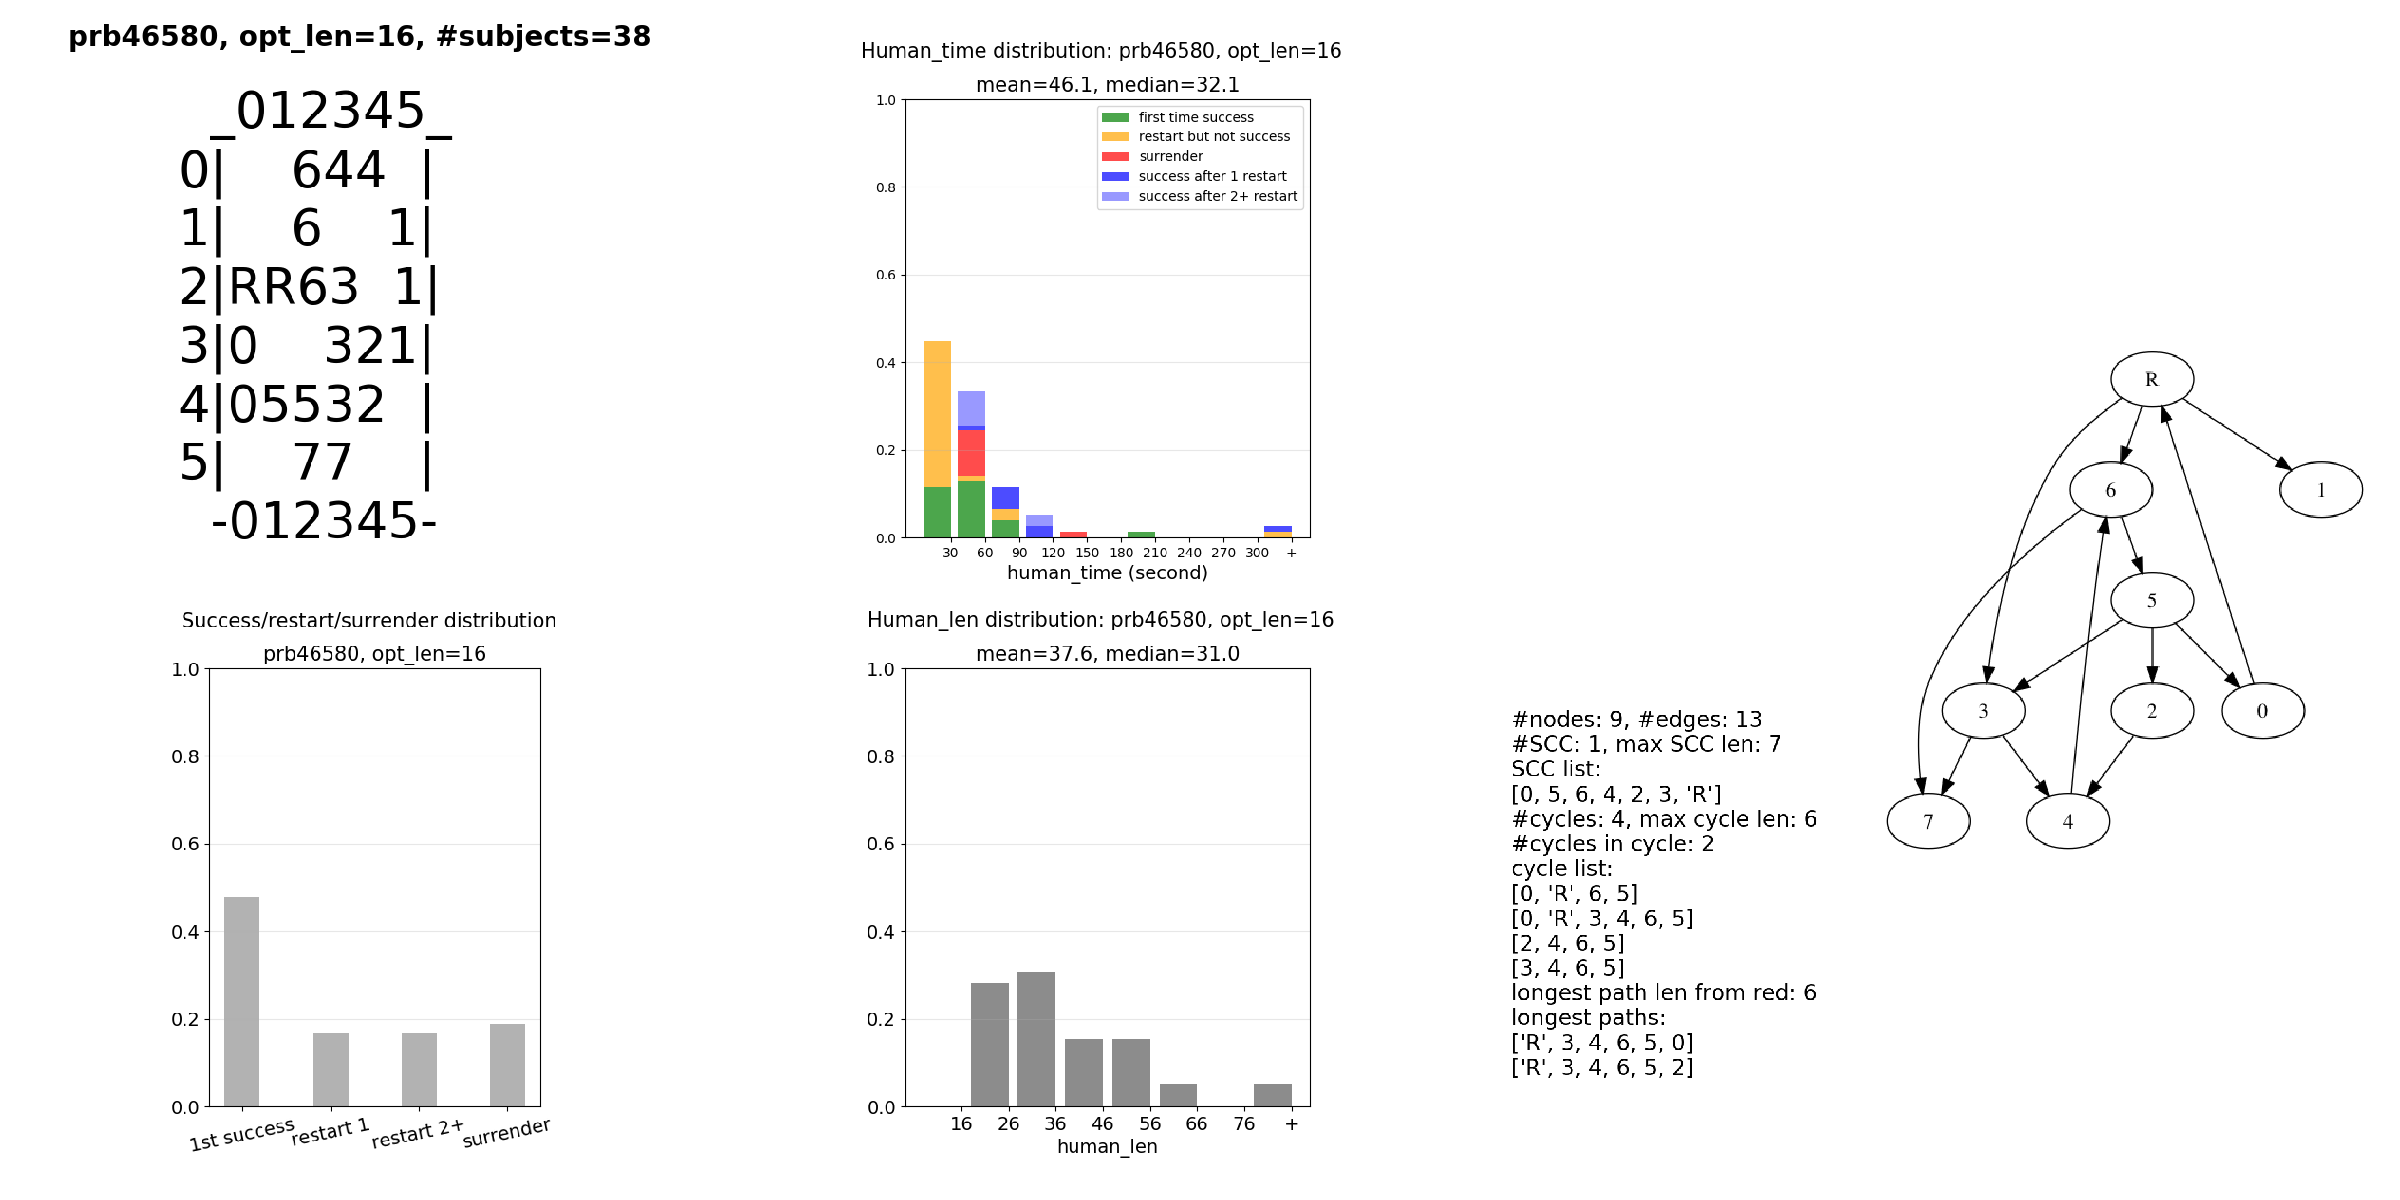 prb46580, opt_len=16, #subjects=38
_012345_
0|  644 |
1|  6  1|
2|RR63 1|
3|0  321|
4|05532 |
5|  77  |
-012345-
Human_time distribution: prb46580, opt_len=16
mean=46.1, median=32.1
1.0
0.8
0.6
0.4
0.2
0.0
first time success
restart but not success
surrender
success after 1 restart
success after 2+ restart
30 60 90 120 150 180 210 240 270 300 +
human_time (second)
Success/restart/surrender distribution
prb46580, opt_len=16
1.0
0.8
0.6
0.4
0.2
0.0
1st success restart 1 restart 2+ surrender
Human_len distribution: prb46580, opt_len=16
mean=37.6, median=31.0
1.0
0.8
0.6
0.4
0.2
0.0
16 26 36 46 56 66 76 +
human_len
#nodes: 9, #edges: 13
#SCC: 1, max SCC len: 7
SCC list:
[0, 5, 6, 4, 2, 3, 'R']
#cycles: 4, max cycle len: 6
#cycles in cycle: 2
cycle list:
[0, 'R', 6, 5]
[0, 'R', 3, 4, 6, 5]
[2, 4, 6, 5]
[3, 4, 6, 5]
longest path len from red: 6
longest paths:
['R', 3, 4, 6, 5, 0]
['R', 3, 4, 6, 5, 2]
R
6 1
5
3 2 0
7 4